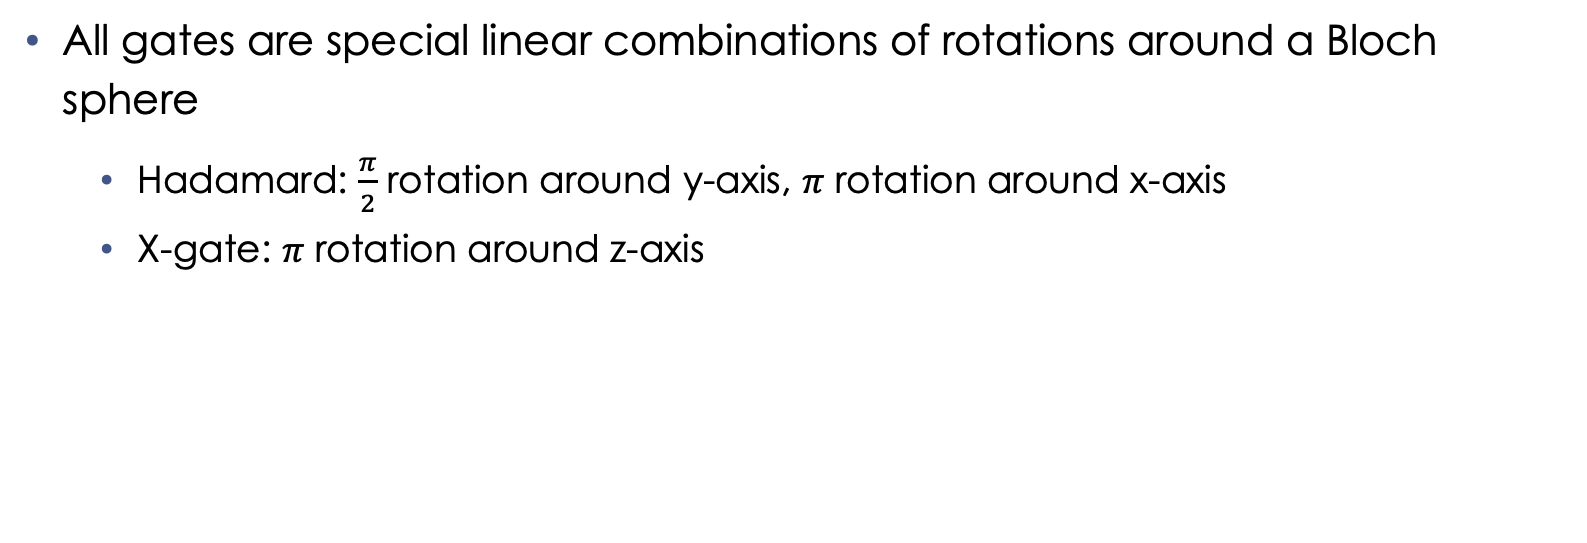 • All gates are special linear combinations of rotations around a Bloch
sphere
• Hadamard: π/2 rotation around y-axis, π rotation around x-axis
• X-gate: π rotation around z-axis